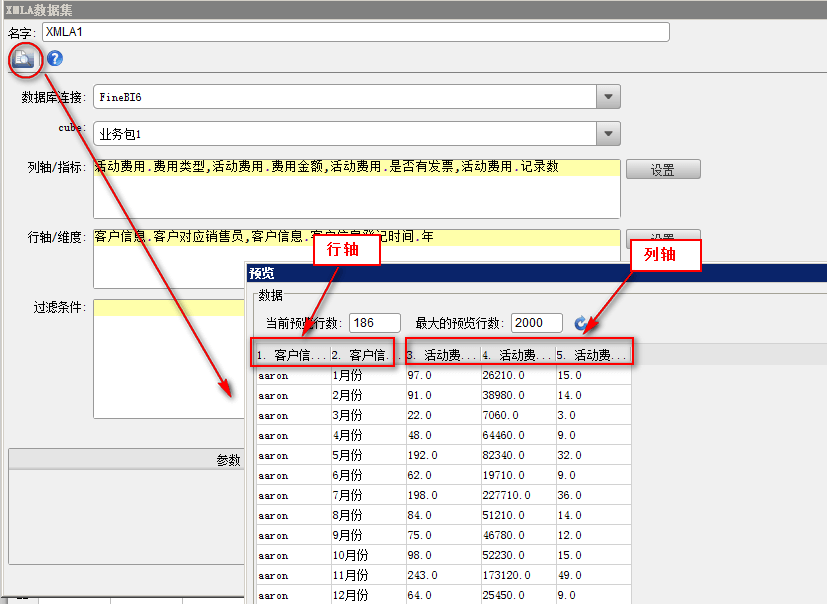 XMLA数据集
名字: XMLA1
数据库连接: FineBI6
cube: 业务包1
列轴/指标: 活动费用.费用类型,活动费用.费用金额,活动费用.是否有发票,活动费用.记录数 设置
行轴/维度: 客户信息.客户对应销售员,客户信息.客户信息登记时间.年 设置
行轴 列轴
过滤条件:
参数
预览
数据
当前预览行数: 186 最大的预览行数: 2000
1. 客户信... 2. 客户信... 3. 活动费... 4. 活动费... 5. 活动费...
aaron 1月份 97.0 26210.0 15.0
aaron 2月份 91.0 38980.0 14.0
aaron 3月份 22.0 7060.0 3.0
aaron 4月份 48.0 64460.0 9.0
aaron 5月份 192.0 82340.0 32.0
aaron 6月份 62.0 19710.0 9.0
aaron 7月份 198.0 227710.0 36.0
aaron 8月份 84.0 51210.0 14.0
aaron 9月份 75.0 46780.0 12.0
aaron 10月份 98.0 52230.0 15.0
aaron 11月份 243.0 173120.0 49.0
aaron 12月份 64.0 25450.0 9.0